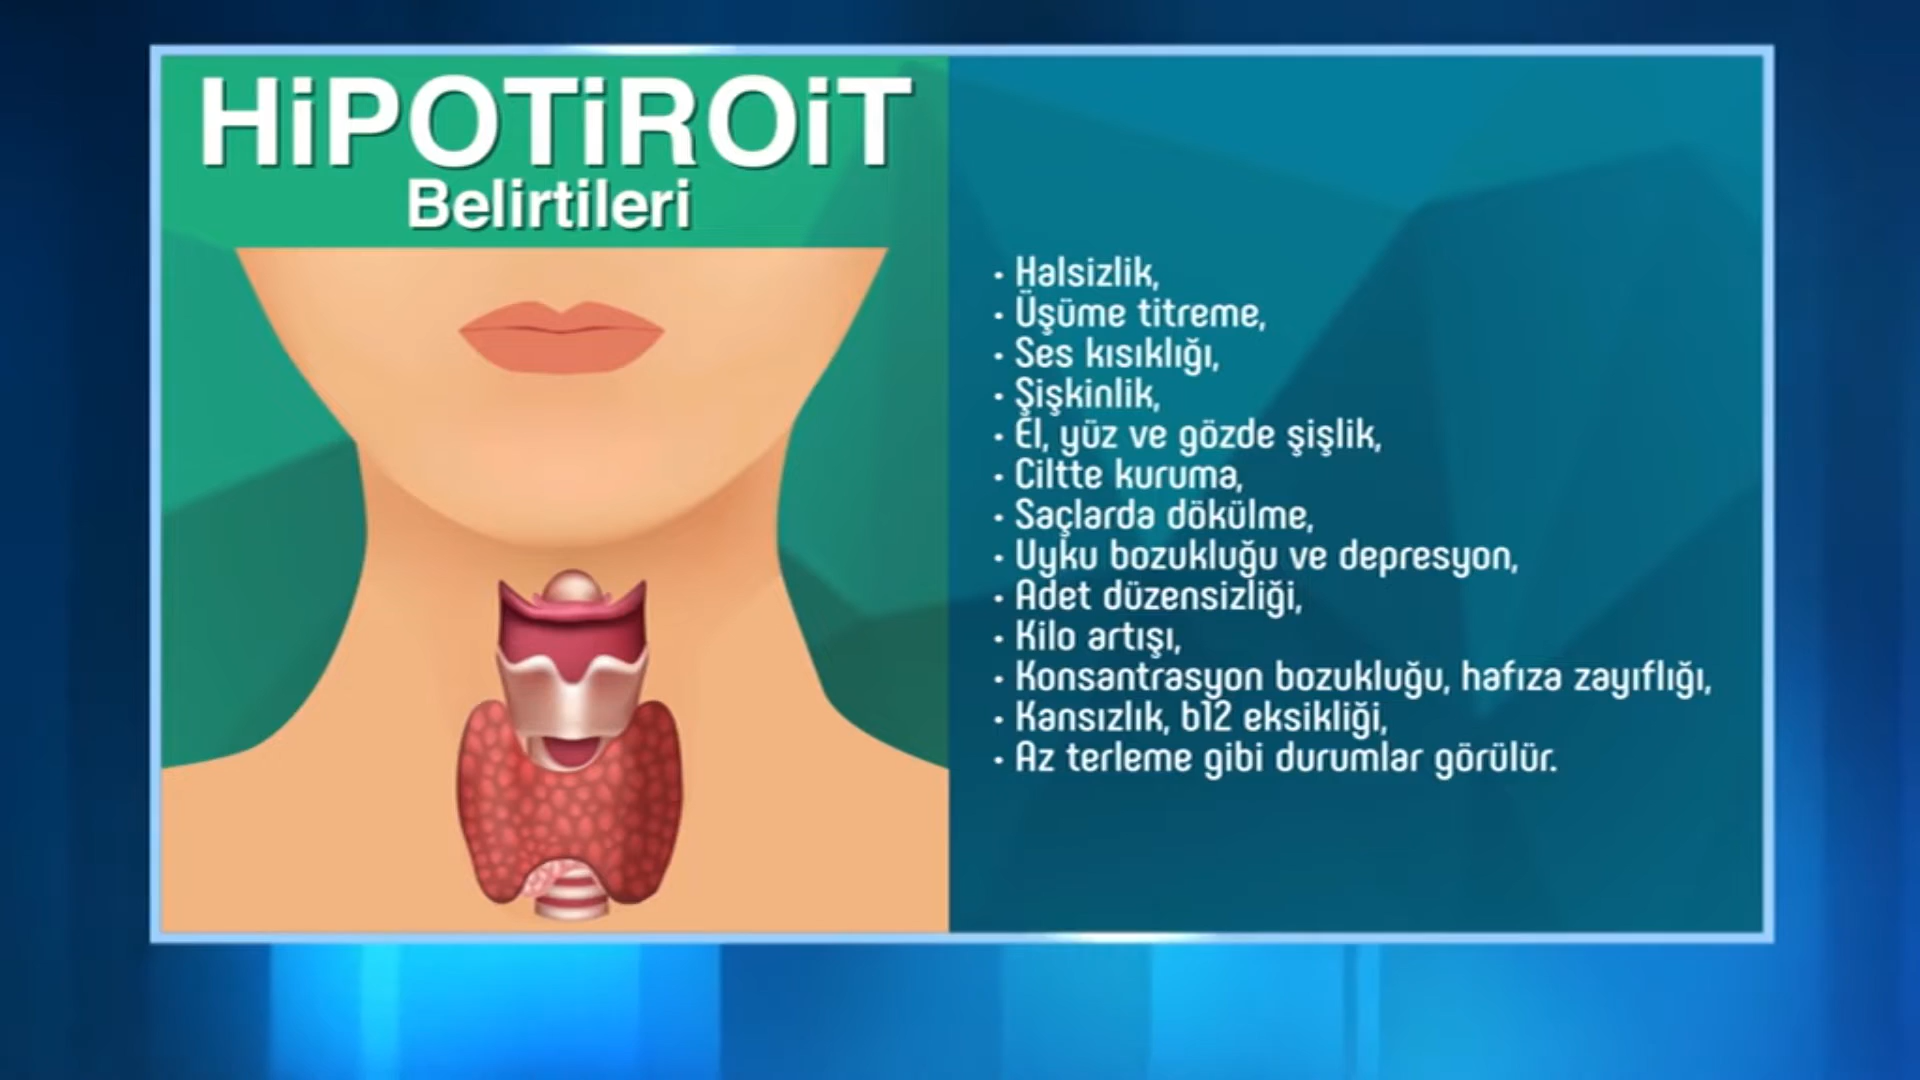 HiPOTiROiT
Belirtileri
• Halsizlik,
• Üşüme titreme,
• Ses kısıklığı,
• Şişkinlik,
• El, yüz ve gözde şişlik,
• Ciltte kuruma,
• Saçlarda dökülme,
• Uyku bozukluğu ve depresyon,
• Adet düzensizliği,
• Kilo artışı,
• Konsantrasyon bozukluğu, hafıza zayıflığı,
• Kansızlık, b12 eksikliği,
• Az terleme gibi durumlar görülür.